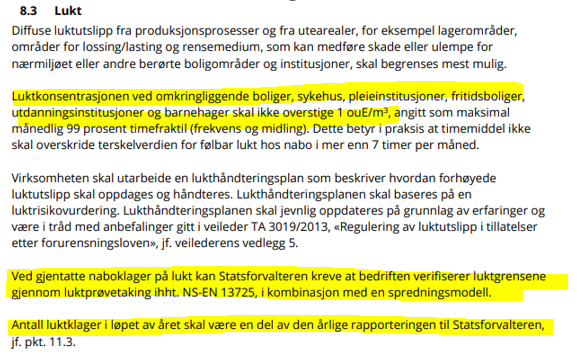 8.3 Lukt
Diffuse luktutslipp fra produksjonsprosesser og fra utearealer, for eksempel lagerområder,
områder for lossing/lasting og rensemedium, som kan medføre skade eller ulempe for
nærmiljøet eller andre berørte boligområder og institusjoner, skal begrenses mest mulig.
Luktkonsentrasjonen ved omkringliggende boliger, sykehus, pleieinstitusjoner, fritidsboliger,
utdanningsinstitusjoner og barnehager skal ikke overstige 1 ouE/m³, angitt som maksimal
månedlig 99 prosent timefraktil (frekvens og midling). Dette betyr i praksis at timemiddel ikke
skal overskride terskelverdien for følbar lukt hos nabo i mer enn 7 timer per måned.
Virksomheten skal utarbeide en lukthåndteringsplan som beskriver hvordan forhøyede
luktutslipp skal oppdages og håndteres. Lukthåndteringsplanen skal baseres på en
luktrisikovurdering. Lukthåndteringsplanen skal jevnlig oppdateres på grunnlag av erfaringer og
være i tråd med anbefalinger gitt i veileder TA 3019/2013, «Regulering av luktutslipp i tillatelser
etter forurensningsloven», jf. veilederens vedlegg 5.
Ved gjentatte naboklager på lukt kan Statsforvalteren kreve at bedriften verifiserer luktgrensene
gjennom luktprøvetaking ihht. NS-EN 13725, i kombinasjon med en spredningsmodell.
Antall luktklager i løpet av året skal være en del av den årlige rapporteringen til Statsforvalteren,
jf. pkt. 11.3.